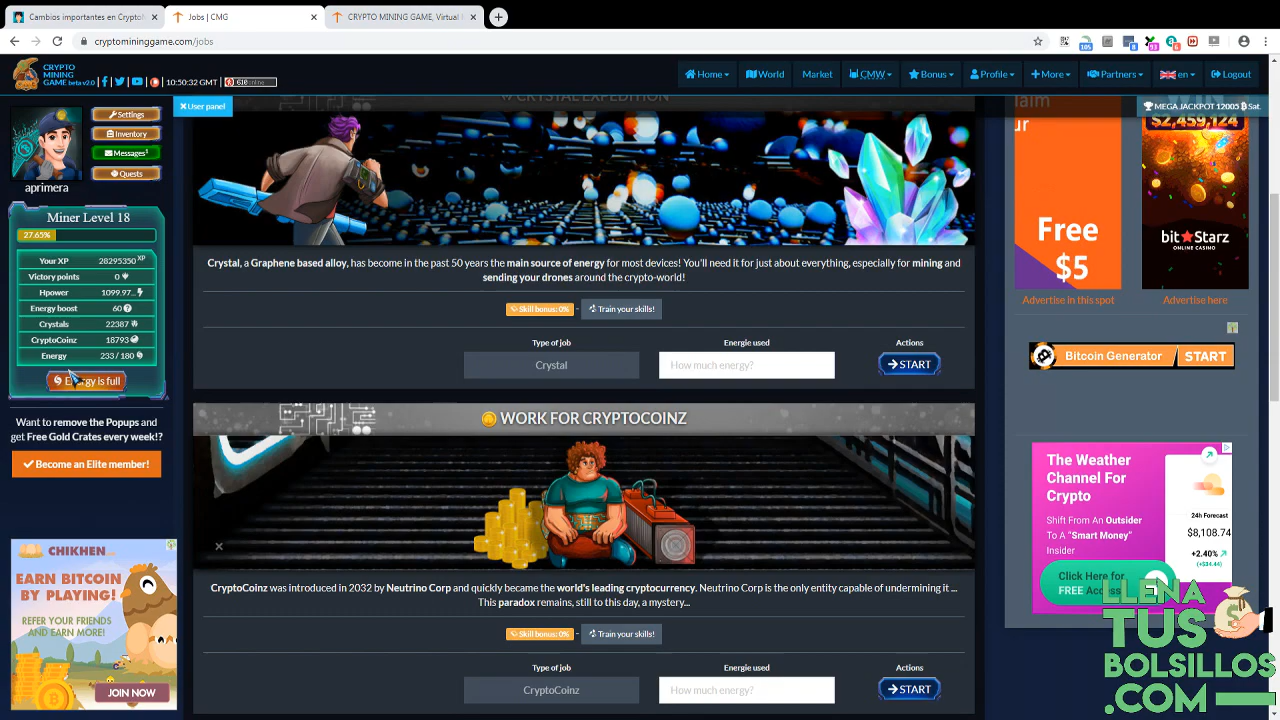 Cambios importantes en Crypto
Jobs | CMG
CRYPTO MINING GAME, Virtual
cryptomininggame.com/jobs
CRYPTO
MINING
GAME beta v2.0
10:50:32 GMT
610 online
Home
World
Market
CMW
Bonus
Profile
More
Partners
en
Logout
User panel
MEGA JACKPOT 12005 Sat.
Settings
Inventory
Messages
Quests
aprimera
Miner Level 18
27.65%
Your XP 28295350 XP
Victory points 0
Hpower 1099.97...
Energy boost 60
Crystals 22387
CryptoCoinz 18793
Energy 233 / 180
Energy is full
Want to remove the Popups and
get Free Gold Crates every week!?
Become an Elite member!
CHIKHEN
EARN BITCOIN
BY PLAYING!
REFER YOUR FRIENDS
AND EARN MORE!
JOIN NOW
CRYSTAL EXPEDITION
Crystal, a Graphene based alloy, has become in the past 50 years the main source of energy for most devices! You'll need it for just about everything, especially for mining and
sending your drones around the crypto-world!
Skill bonus: 0% - Train your skills!
Type of job Energie used Actions
Crystal How much energy? START
WORK FOR CRYPTOCOINZ
CryptoCoinz was introduced in 2032 by Neutrino Corp and quickly became the world's leading cryptocurrency. Neutrino Corp is the only entity capable of undermining it ...
This paradox remains, still to this day, a mystery...
Skill bonus: 0% - Train your skills!
Type of job Energie used Actions
CryptoCoinz How much energy? START
Free
$5
Advertise in this spot
$2,459,124
bitStarz
ONLINE CASINO
Advertise here
Bitcoin Generator START
The Weather
Channel For
Crypto
Shift From An Outsider
To A "Smart Money"
Insider
Click Here for
FREE Access
24h Forecast
$8,108.74
+2.40%
(+$34.44)
LLENA
TUS
BOLSILLOS
.COM